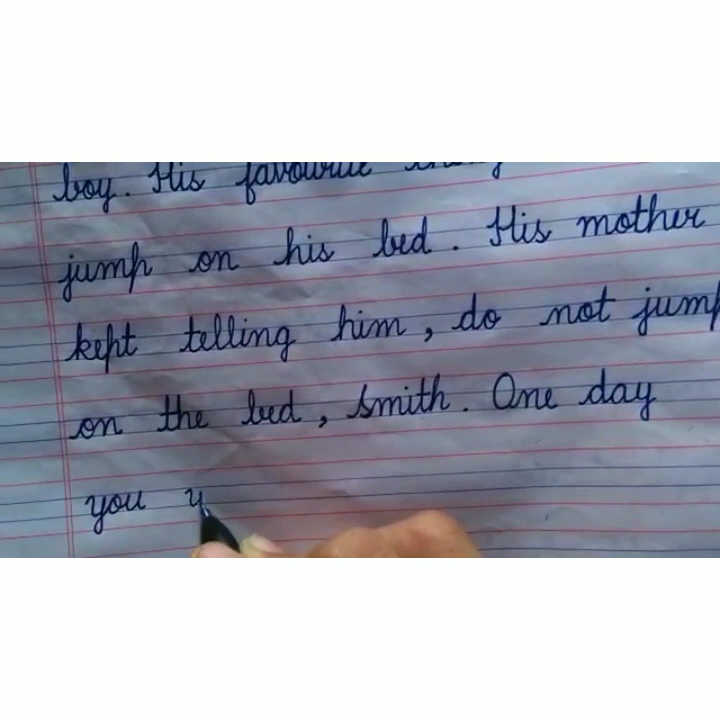 boy. His favourite
jump on his bed. His mother
kept telling him, do not jump
on the bed, smith. One day
you